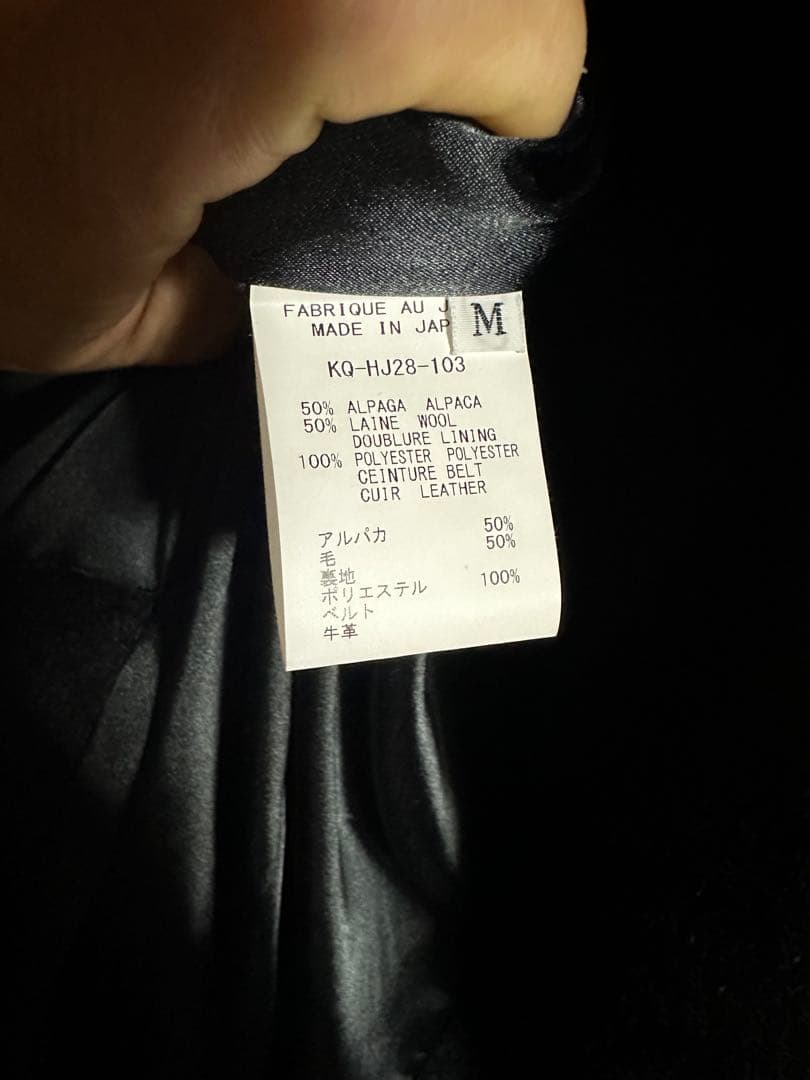 FABRIQUE AU J
MADE IN JAP
M
KQ-HJ28-103
50% ALPAGA ALPACA
50% LAINE WOOL
DOUBLURE LINING
100% POLYESTER POLYESTER
CEINTURE BELT
CUIR LEATHER
アルパカ 50%
毛 50%
裏地
ポリエステル 100%
ベルト
牛革